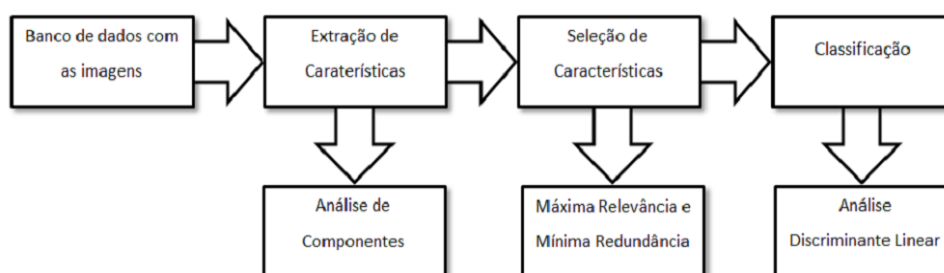 Banco de dados com
as imagens
Extração de
Caraterísticas
Seleção de
Características
Classificação
Análise de
Componentes
Máxima Relevância e
Mínima Redundância
Análise
Discriminante Linear